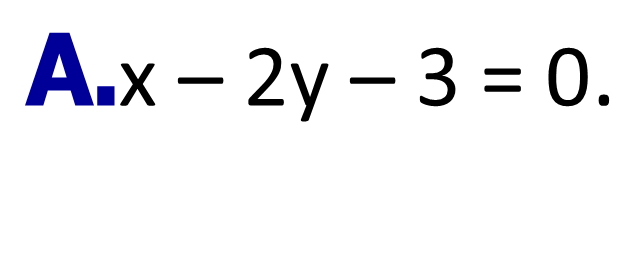 A.x − 2y − 3 = 0.